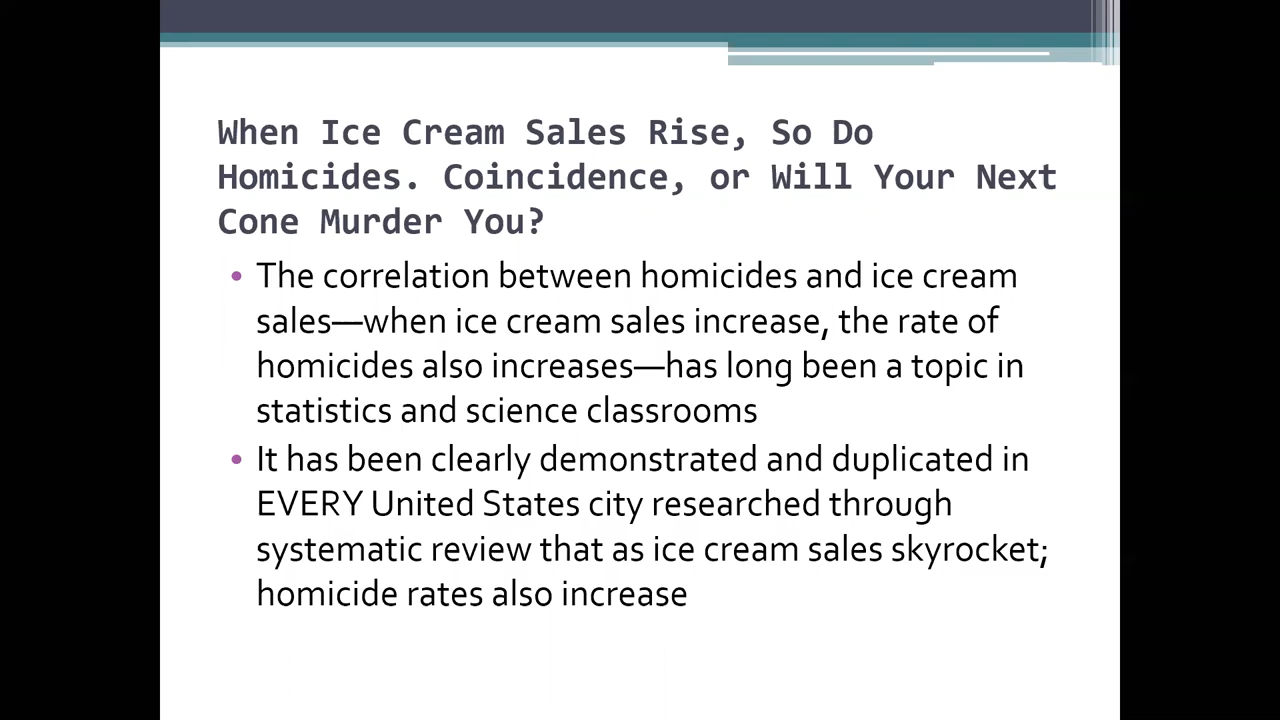 When Ice Cream Sales Rise, So Do
Homicides. Coincidence, or Will Your Next
Cone Murder You?
• The correlation between homicides and ice cream
sales—when ice cream sales increase, the rate of
homicides also increases—has long been a topic in
statistics and science classrooms
• It has been clearly demonstrated and duplicated in
EVERY United States city researched through
systematic review that as ice cream sales skyrocket;
homicide rates also increase